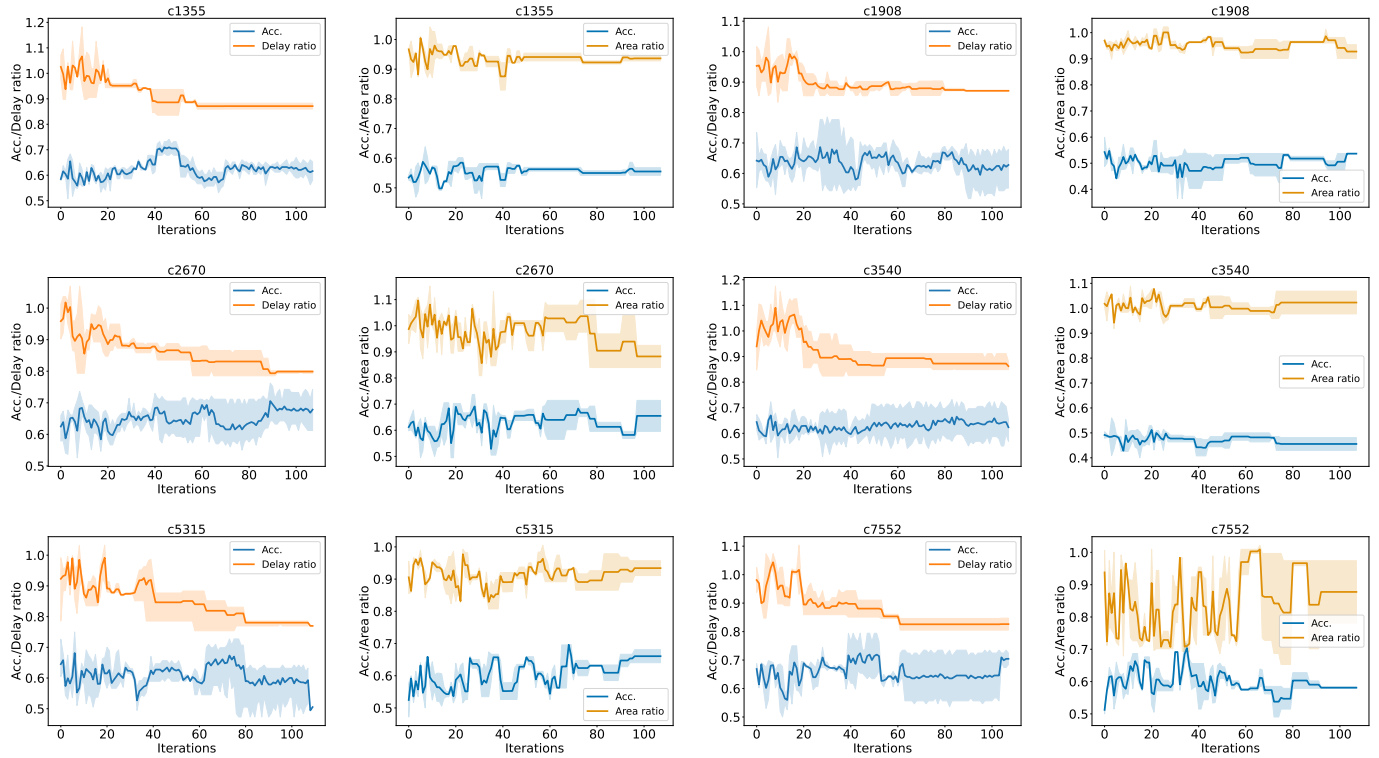 c1355
1.2
1.1
1.0
0.9
0.8
0.7
0.6
0.5
Acc./Delay ratio
Acc.
Delay ratio
0 20 40 60 80 100
Iterations
c1355
1.0
0.9
0.8
0.7
0.6
0.5
Acc./Area ratio
Acc.
Area ratio
0 20 40 60 80 100
Iterations
c1908
1.1
1.0
0.9
0.8
0.7
0.6
0.5
Acc./Delay ratio
Acc.
Delay ratio
0 20 40 60 80 100
Iterations
c1908
1.0
0.9
0.8
0.7
0.6
0.5
0.4
Acc./Area ratio
Acc.
Area ratio
0 20 40 60 80 100
Iterations
c2670
1.0
0.9
0.8
0.7
0.6
0.5
Acc./Delay ratio
Acc.
Delay ratio
0 20 40 60 80 100
Iterations
c2670
1.1
1.0
0.9
0.8
0.7
0.6
0.5
Acc./Area ratio
Acc.
Area ratio
0 20 40 60 80 100
Iterations
c3540
1.2
1.1
1.0
0.9
0.8
0.7
0.6
0.5
Acc./Delay ratio
Acc.
Delay ratio
0 20 40 60 80 100
Iterations
c3540
1.1
1.0
0.9
0.8
0.7
0.6
0.5
0.4
Acc./Area ratio
Acc.
Area ratio
0 20 40 60 80 100
Iterations
c5315
1.0
0.9
0.8
0.7
0.6
0.5
Acc./Delay ratio
Acc.
Delay ratio
0 20 40 60 80 100
Iterations
c5315
1.0
0.9
0.8
0.7
0.6
0.5
Acc./Area ratio
Acc.
Area ratio
0 20 40 60 80 100
Iterations
c7552
1.1
1.0
0.9
0.8
0.7
0.6
0.5
Acc./Delay ratio
Acc.
Delay ratio
0 20 40 60 80 100
Iterations
c7552
1.0
0.9
0.8
0.7
0.6
0.5
Acc./Area ratio
Acc.
Area ratio
0 20 40 60 80 100
Iterations